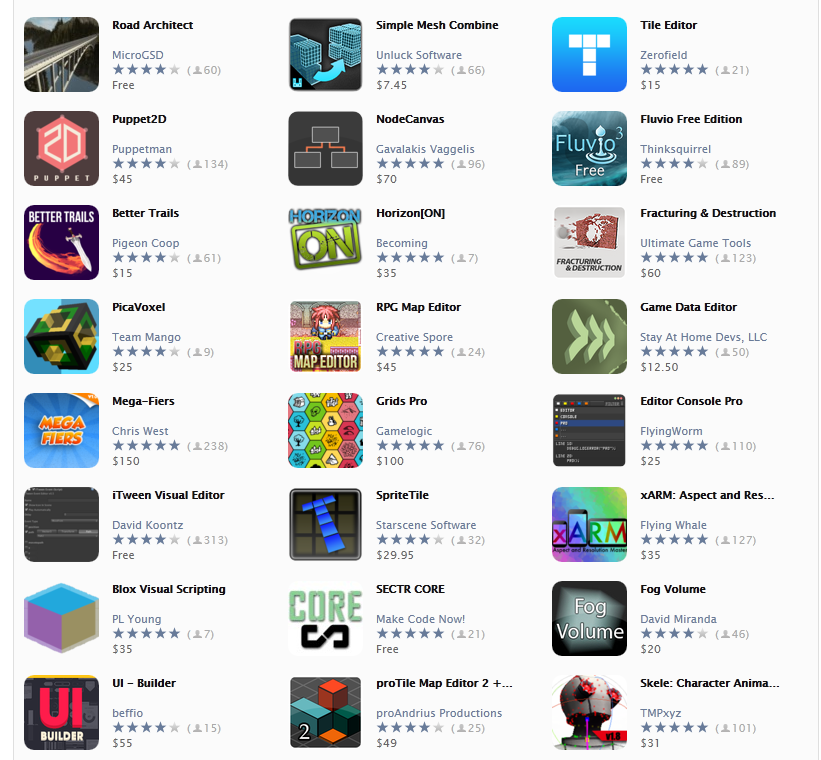 Road Architect
MicroGSD
(60)
Free
Simple Mesh Combine
Unluck Software
(66)
$7.45
Tile Editor
Zerofield
(21)
$15
2D
PUPPET
Puppet2D
Puppetman
(134)
$45
NodeCanvas
Gavalakis Vaggelis
(96)
$70
Fluvio3
Free
Fluvio Free Edition
Thinksquirrel
(89)
Free
BETTER TRAILS
Better Trails
Pigeon Coop
(61)
$15
HORIZON
ON
Horizon[ON]
Becoming
(7)
$35
FRACTURING
& DESTRUCTION
Fracturing & Destruction
Ultimate Game Tools
(123)
$60
PicaVoxel
Team Mango
(9)
$25
RPG
MAP EDITOR
RPG Map Editor
Creative Spore
(24)
$45
Game Data Editor
Stay At Home Devs, LLC
(50)
$12.50
MEGA
FIERS
Mega-Fiers
Chris West
(238)
$150
Grids Pro
Gamelogic
(76)
$100
EDITOR
CONSOLE
PRO
Editor Console Pro
FlyingWorm
(110)
$25
iTween Visual Editor
David Koontz
(313)
Free
T
SpriteTile
Starscene Software
(32)
$29.95
xARM
Aspect and Resolution Master
xARM: Aspect and Res...
Flying Whale
(127)
$35
Blox Visual Scripting
PL Young
(7)
$35
CORE
SECTR CORE
Make Code Now!
(21)
Free
Fog
Volume
Fog Volume
David Miranda
(46)
$20
UI
BUILDER
UI - Builder
beffio
(15)
$55
2
proTile Map Editor 2 +...
proAndrius Productions
(25)
$49
v1.8
Skele: Character Anima...
TMPxyz
(101)
$31